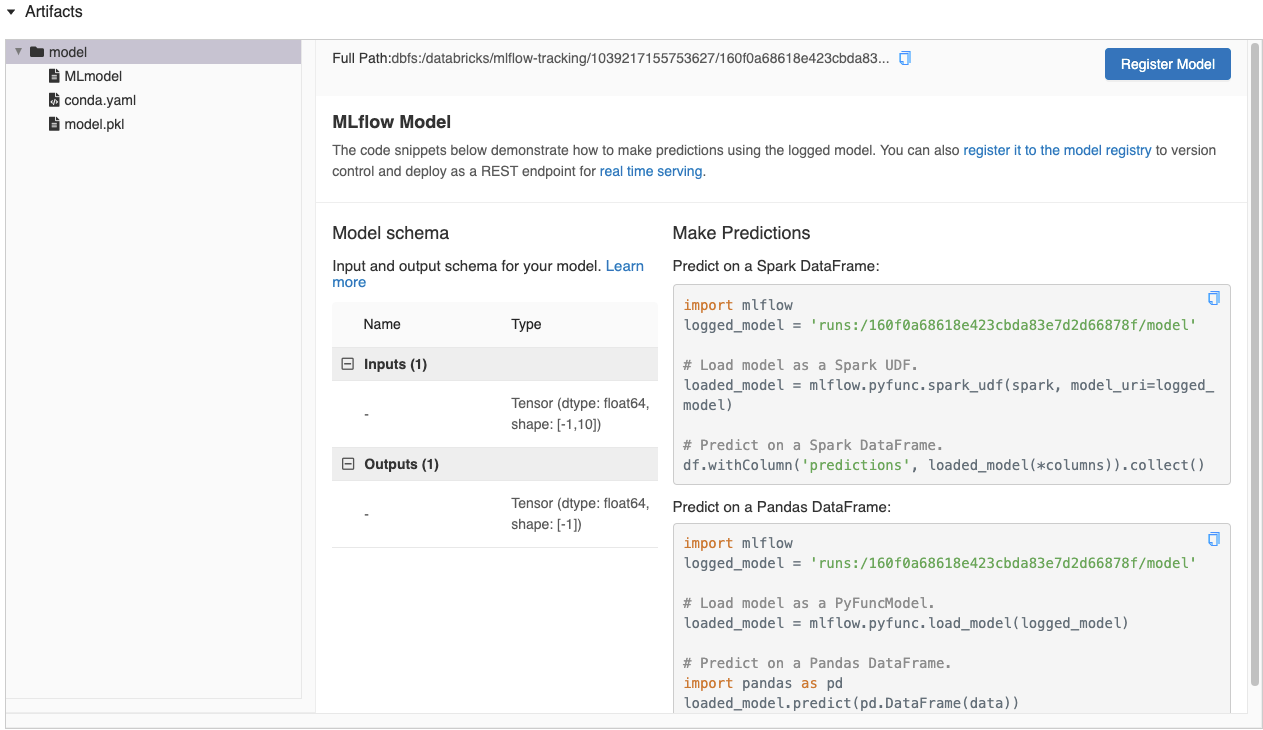 Artifacts
model
MLmodel
conda.yaml
model.pkl
Full Path:dbfs:/databricks/mlflow-tracking/1039217155753627/160f0a68618e423cbda83...
Register Model
MLflow Model
The code snippets below demonstrate how to make predictions using the logged model. You can also register it to the model registry to version
control and deploy as a REST endpoint for real time serving.
Model schema
Input and output schema for your model. Learn
more
Name Type
Inputs (1)
- Tensor (dtype: float64,
shape: [-1,10])
Outputs (1)
- Tensor (dtype: float64,
shape: [-1])
Make Predictions
Predict on a Spark DataFrame:
import mlflow
logged_model = 'runs:/160f0a68618e423cbda83e7d2d66878f/model'
# Load model as a Spark UDF.
loaded_model = mlflow.pyfunc.spark_udf(spark, model_uri=logged_
model)
# Predict on a Spark DataFrame.
df.withColumn('predictions', loaded_model(*columns)).collect()
Predict on a Pandas DataFrame:
import mlflow
logged_model = 'runs:/160f0a68618e423cbda83e7d2d66878f/model'
# Load model as a PyFuncModel.
loaded_model = mlflow.pyfunc.load_model(logged_model)
# Predict on a Pandas DataFrame.
import pandas as pd
loaded_model.predict(pd.DataFrame(data))